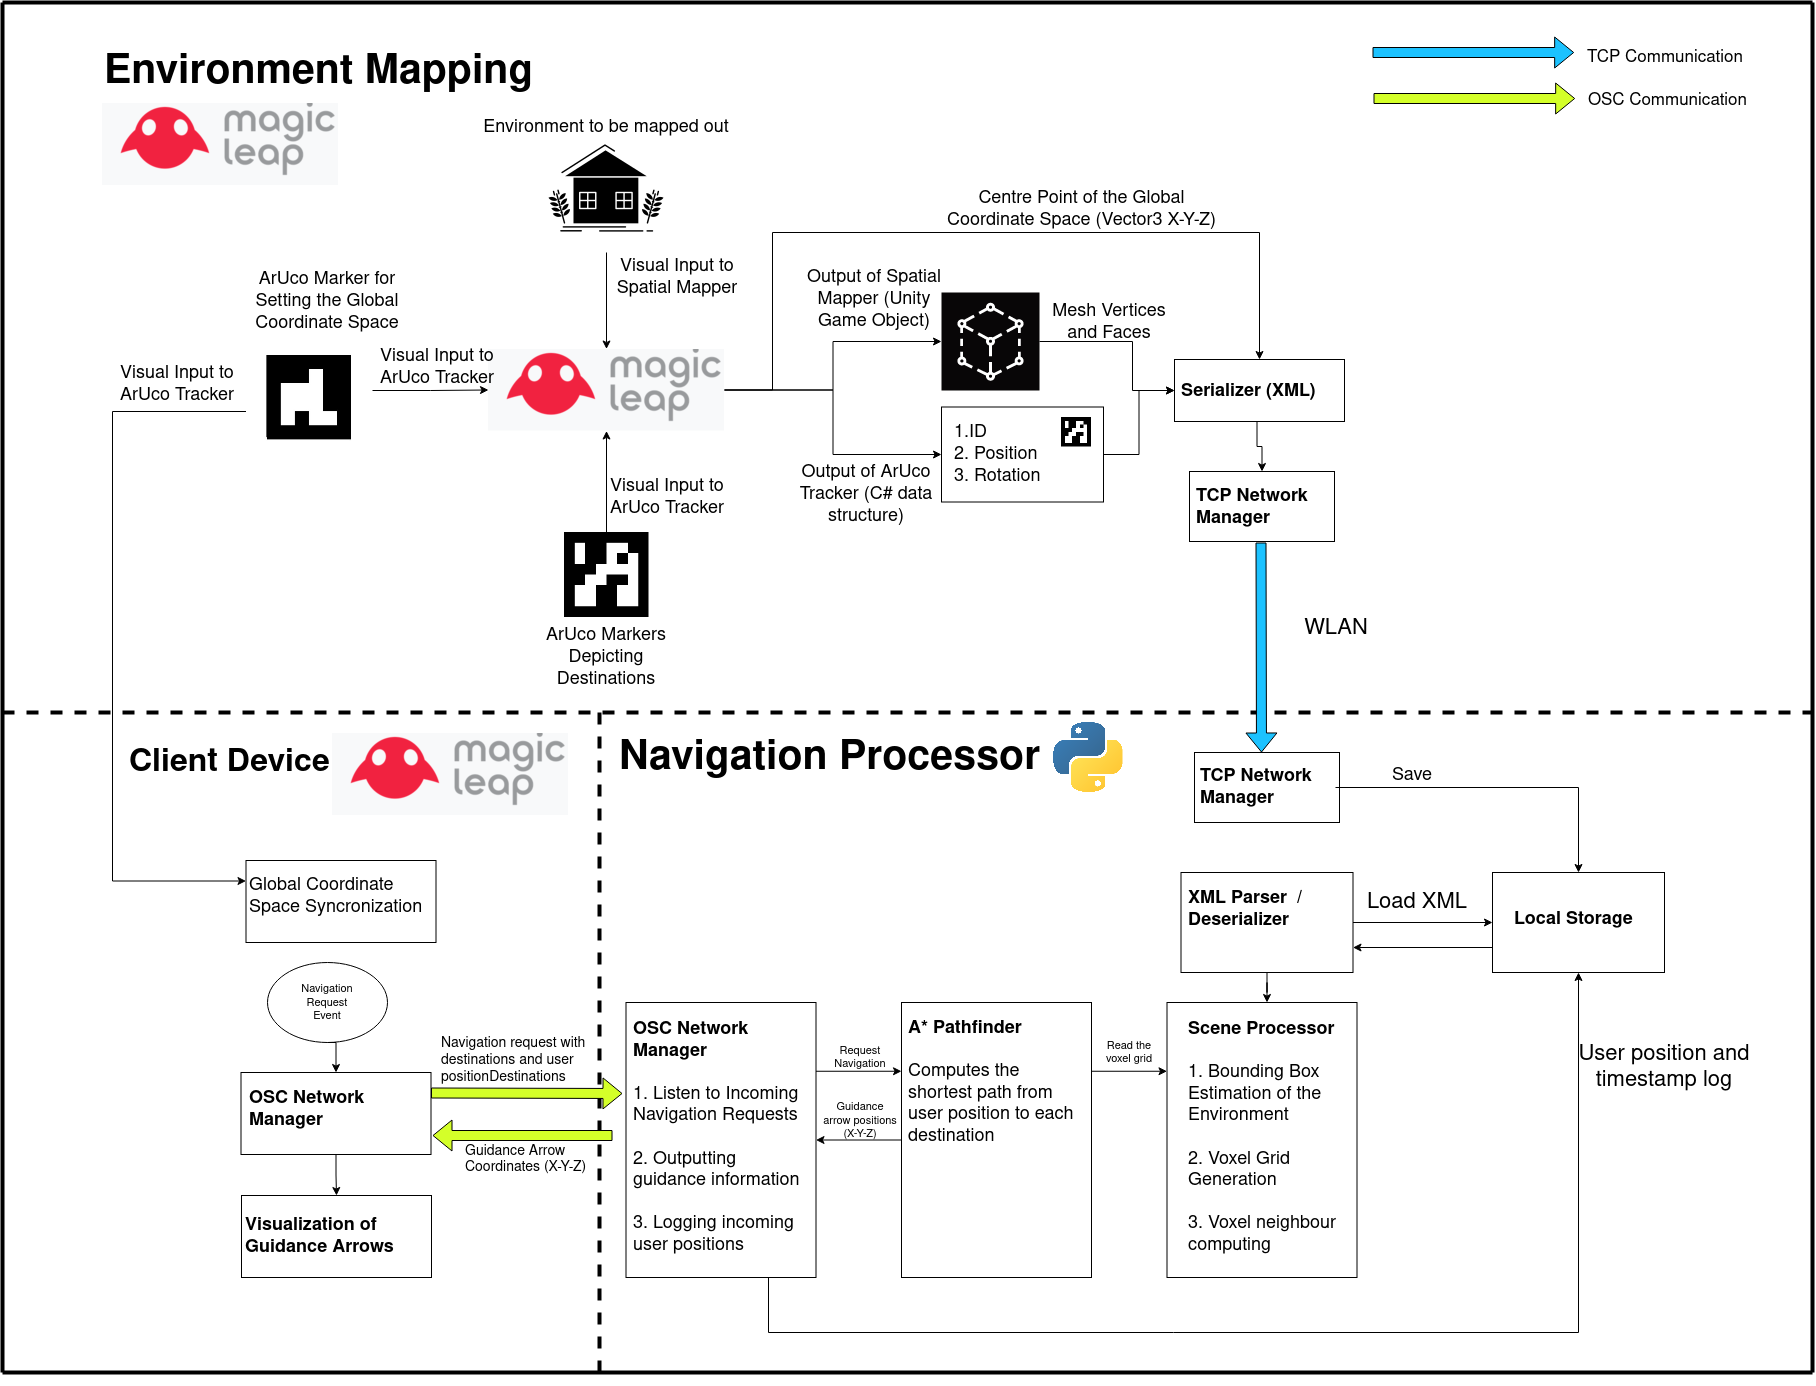 Environment Mapping
magic
leap
TCP Communication
OSC Communication
Environment to be mapped out
Centre Point of the Global
Coordinate Space (Vector3 X-Y-Z)
Visual Input to
Spatial Mapper
ArUco Marker for
Setting the Global
Coordinate Space
Output of Spatial
Mapper (Unity
Game Object)
Mesh Vertices
and Faces
Visual Input to
ArUco Tracker
Visual Input to
ArUco Tracker
magic
leap
Serializer (XML)
1.ID
2. Position
3. Rotation
Output of ArUco
Tracker (C# data
structure)
Visual Input to
ArUco Tracker
TCP Network
Manager
ArUco Markers
Depicting
Destinations
WLAN
Client Device
magic
leap
Navigation Processor
TCP Network
Manager
Save
Global Coordinate
Space Syncronization
XML Parser /
Deserializer
Load XML
Local Storage
Navigation
Request
Event
Navigation request with
destinations and user
positionDestinations
OSC Network
Manager
Guidance Arrow
Coordinates (X-Y-Z)
Visualization of
Guidance Arrows
OSC Network
Manager
1. Listen to Incoming
Navigation Requests
2. Outputting
guidance information
3. Logging incoming
user positions
Request
Navigation
Guidance
arrow positions
(X-Y-Z)
A* Pathfinder
Computes the
shortest path from
user position to each
destination
Read the
voxel grid
Scene Processor
1. Bounding Box
Estimation of the
Environment
2. Voxel Grid
Generation
3. Voxel neighbour
computing
User position and
timestamp log